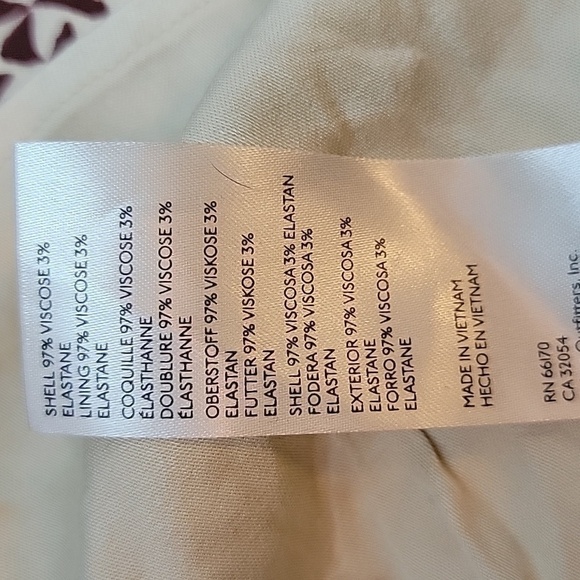 SHELL 97% VISCOSE 3%
ELASTANE
LINING 97% VISCOSE 3%
ELASTANE
COQUILLE 97% VISCOSE 3%
ÉLASTHANNE
DOUBLURE 97% VISCOSE 3%
ÉLASTHANNE
OBERSTOFF 97% VISKOSE 3%
ELASTAN
FUTTER 97% VISKOSE 3%
ELASTAN
SHELL 97% VISCOSA 3% ELASTAN
FODERA 97% VISCOSA 3%
ELASTAN
EXTERIOR 97% VISCOSA 3%
ELASTANE
FORRO 97% VISCOSA 3%
ELASTANE
MADE IN VIETNAM
HECHO EN VIETNAM
RN 66170
CA 32054
Outfitters, Inc.